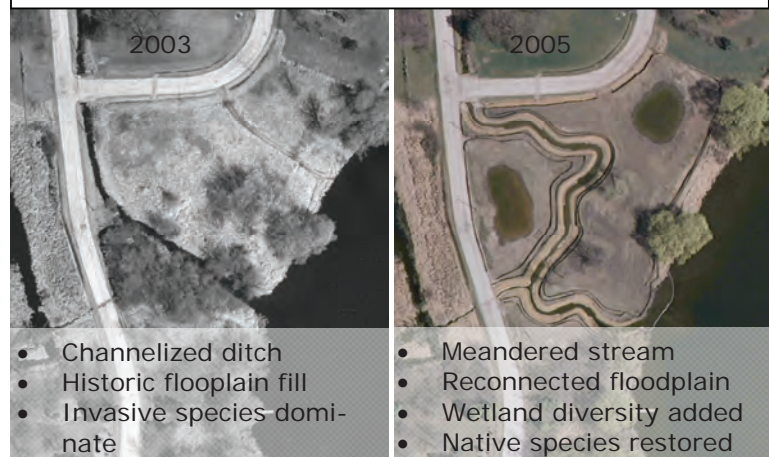 2003
• Channelized ditch
• Historic flooplain fill
• Invasive species domi-
nate
2005
• Meandered stream
• Reconnected floodplain
• Wetland diversity added
• Native species restored